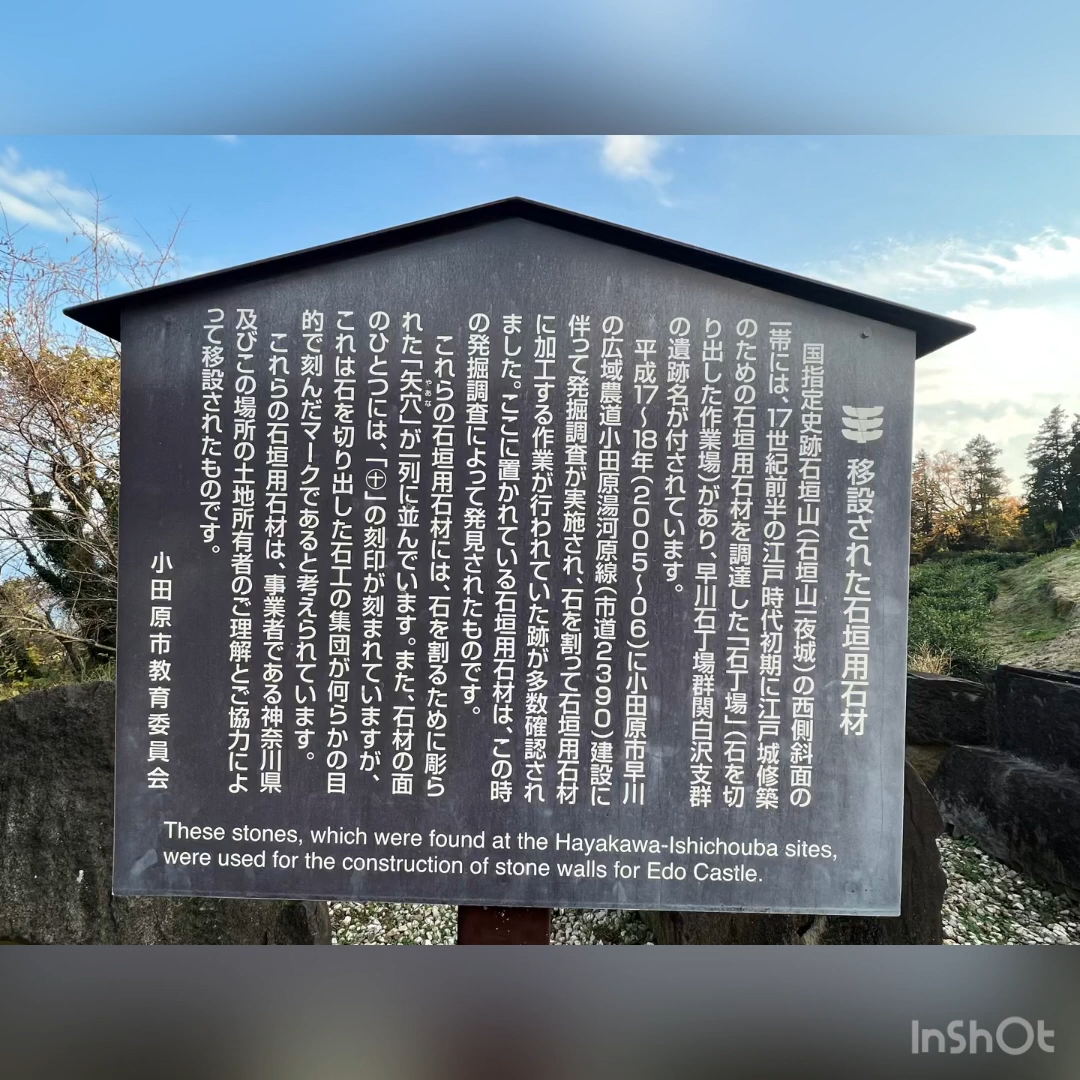 移設された石垣用石材
国指定史跡石垣山(石垣山一夜城)の西側斜面の
一帯には、17世紀前半の江戸時代初期に江戸城修築
のための石垣用石材を調達した「石丁場」(石を切
り出した作業場)があり、早川石丁場群関白沢支群
の遺跡名が付されています。
平成17〜18年(2005〜06)に小田原市早川
の広域農道小田原湯河原線(市道2390)建設に
伴って発掘調査が実施され、石を割って石垣用石材
に加工する作業が行われていた跡が多数確認され
ました。ここに置かれている石垣用石材は、この時
の発掘調査によって発見されたものです。
これらの石垣用石材には、石を割るために彫ら
れた「矢穴」が一列に並んでいます。また、石材の面
やあな
のひとつには、「㊉」の刻印が刻まれていますが、
これは石を切り出した石工の集団が何らかの目
的で刻んだマークであると考えられています。
これらの石垣用石材は、事業者である神奈川県
及びこの場所の土地所有者のご理解とご協力によ
って移設されたものです。
小田原市教育委員会
These stones, which were found at the Hayakawa-Ishichouba sites,
were used for the construction of stone walls for Edo Castle.
InShOt